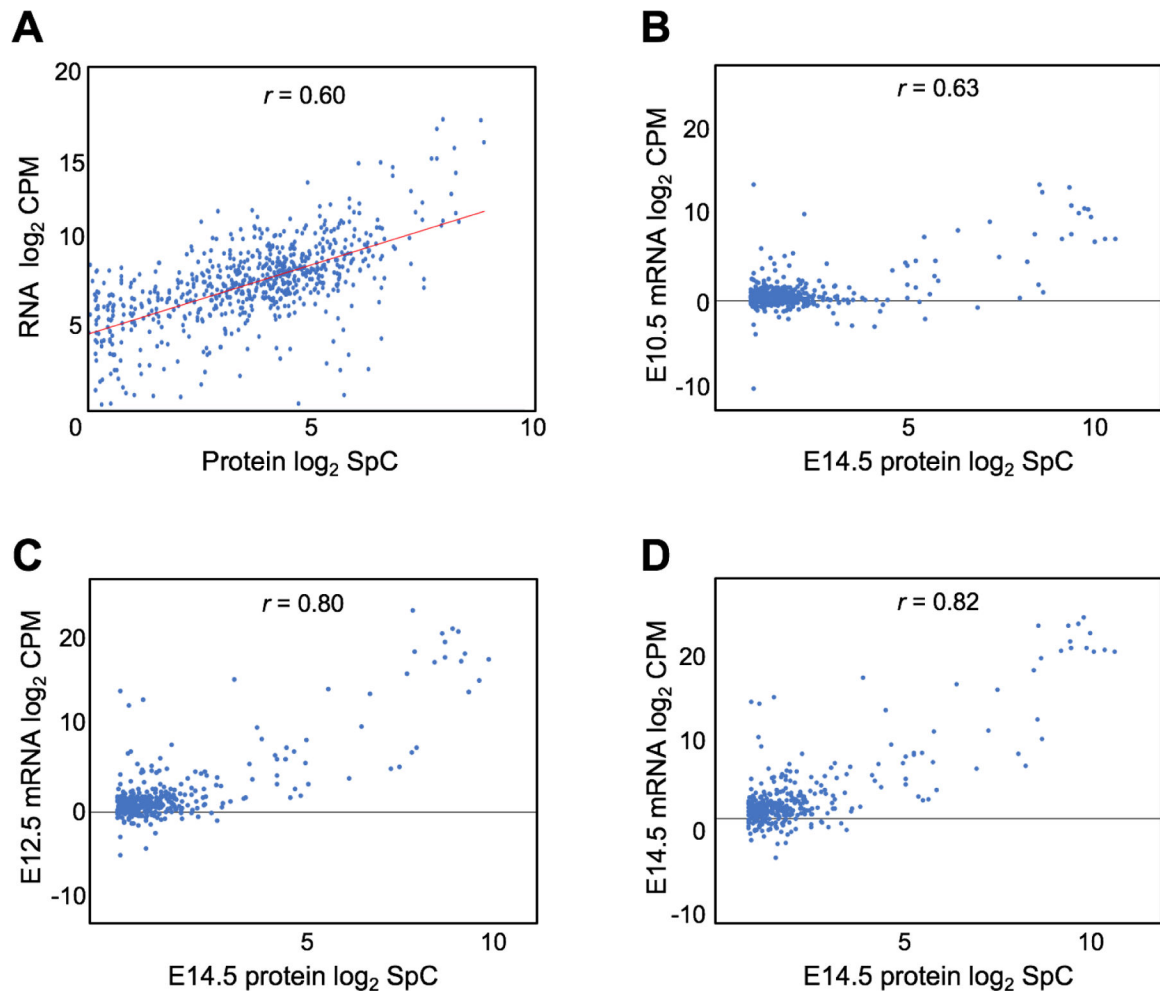 A
r = 0.60
20
15
10
5
0
5
10
RNA log2 CPM
Protein log2 SpC
B
r = 0.63
20
10
0
-10
5
10
E10.5 mRNA log2 CPM
E14.5 protein log2 SpC
C
r = 0.80
20
10
0
-10
5
10
E12.5 mRNA log2 CPM
E14.5 protein log2 SpC
D
r = 0.82
20
10
0
-10
5
10
E14.5 mRNA log2 CPM
E14.5 protein log2 SpC